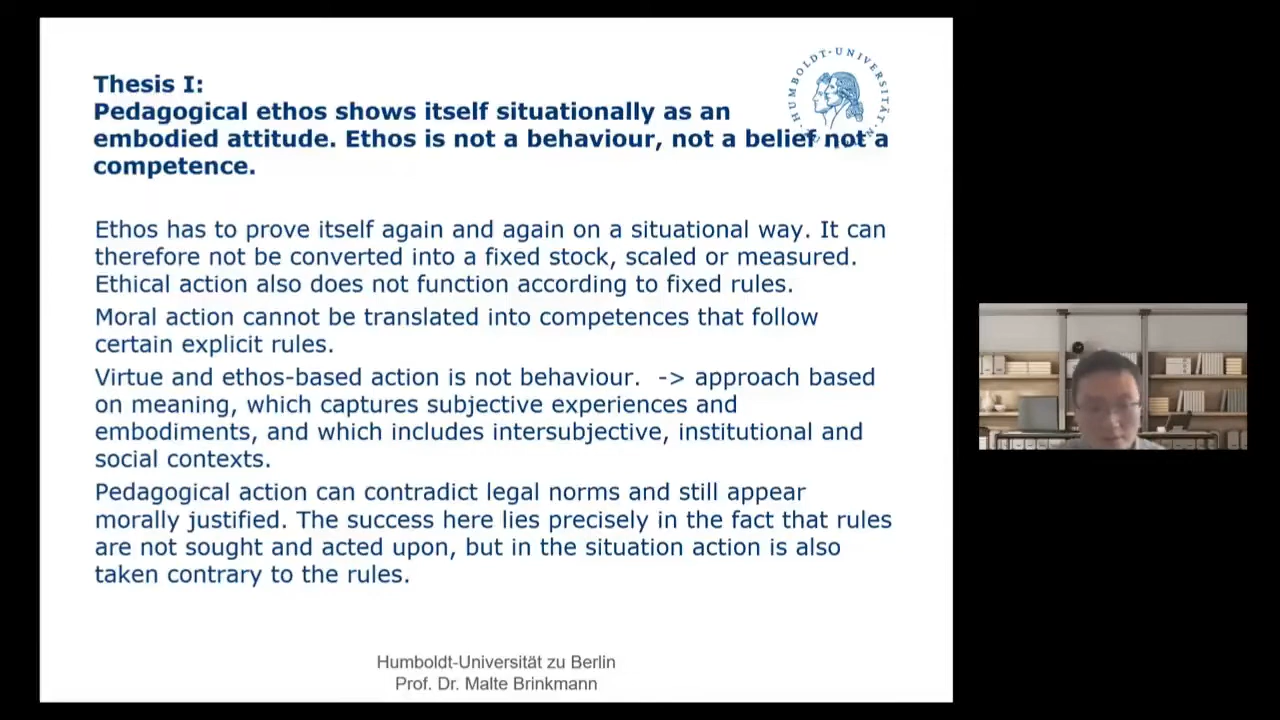 Thesis I:
Pedagogical ethos shows itself situationally as an
embodied attitude. Ethos is not a behaviour, not a belief not a
competence.
HUMBOLDT-UNIVERSITÄT
Ethos has to prove itself again and again on a situational way. It can
therefore not be converted into a fixed stock, scaled or measured.
Ethical action also does not function according to fixed rules.
Moral action cannot be translated into competences that follow
certain explicit rules.
Virtue and ethos-based action is not behaviour.  -> approach based
on meaning, which captures subjective experiences and
embodiments, and which includes intersubjective, institutional and
social contexts.
Pedagogical action can contradict legal norms and still appear
morally justified. The success here lies precisely in the fact that rules
are not sought and acted upon, but in the situation action is also
taken contrary to the rules.
Humboldt-Universität zu Berlin
Prof. Dr. Malte Brinkmann